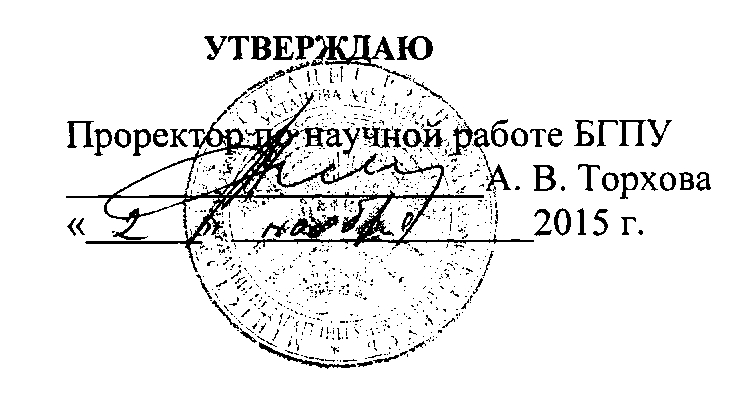 УТВЕРЖДАЮ
Проректор по научной работе БГПУ
А. В. Торхова
« 2 » ноября 2015 г.